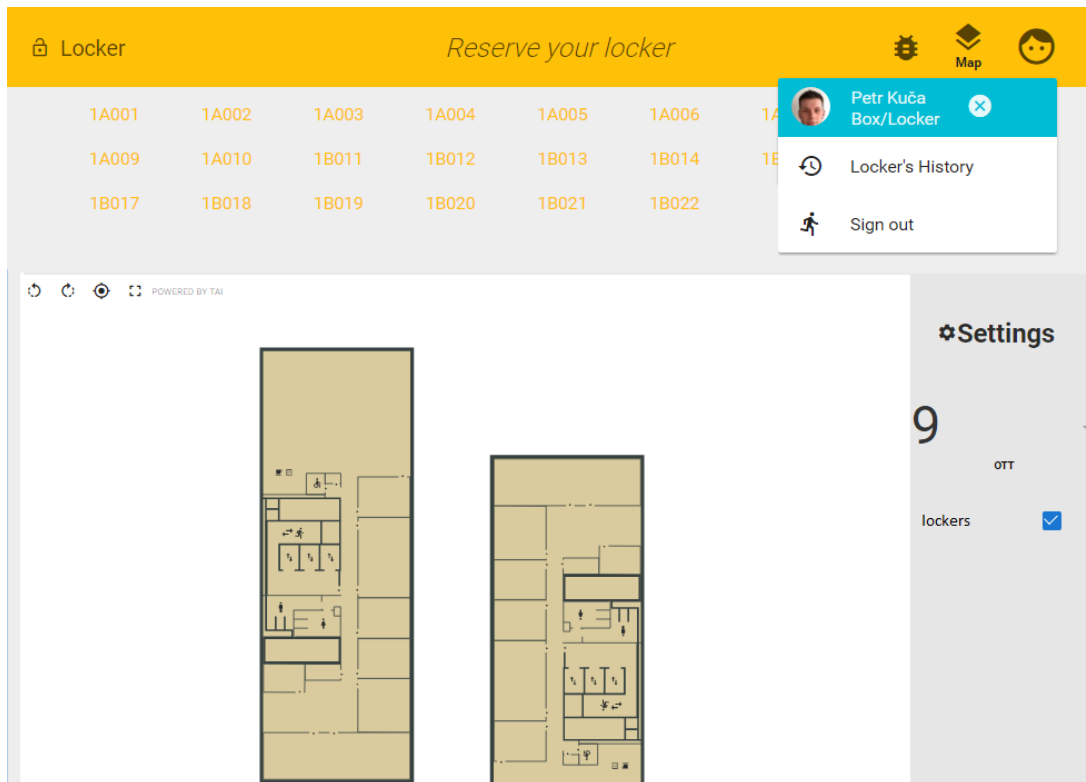 Locker
Reserve your locker
Map
1A001 1A002 1A003 1A004 1A005 1A006
Petr Kuča
Box/Locker
1A009 1A010 1B011 1B012 1B013 1B014
Locker's History
1B017 1B018 1B019 1B020 1B021 1B022
Sign out
POWERED BY TAI
Settings
9
OTT
lockers